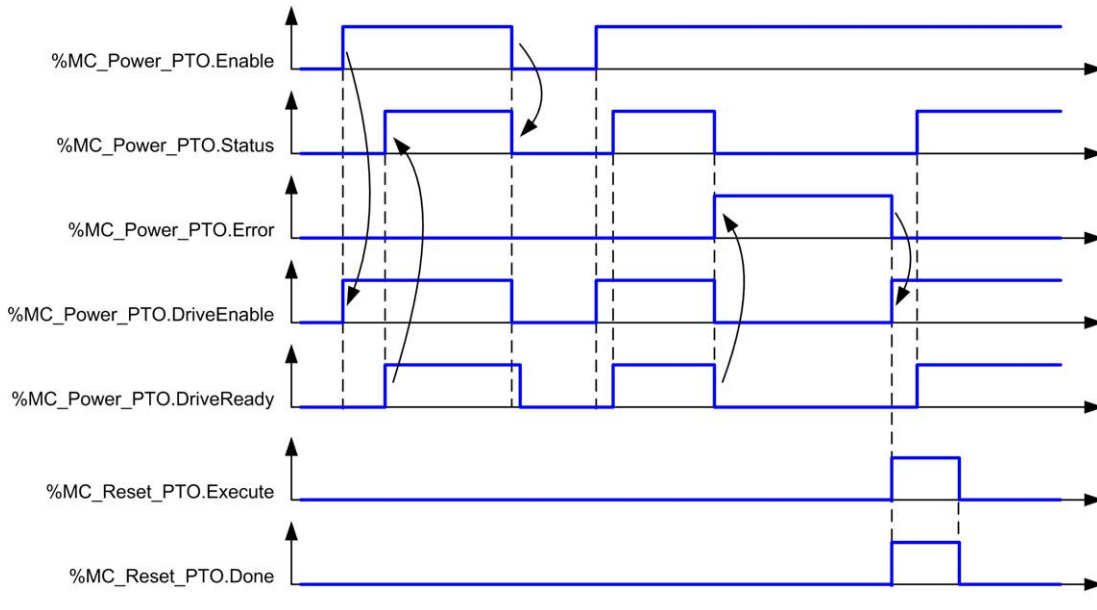 %MC_Power_PTO.Enable
%MC_Power_PTO.Status
%MC_Power_PTO.Error
%MC_Power_PTO.DriveEnable
%MC_Power_PTO.DriveReady
%MC_Reset_PTO.Execute
%MC_Reset_PTO.Done